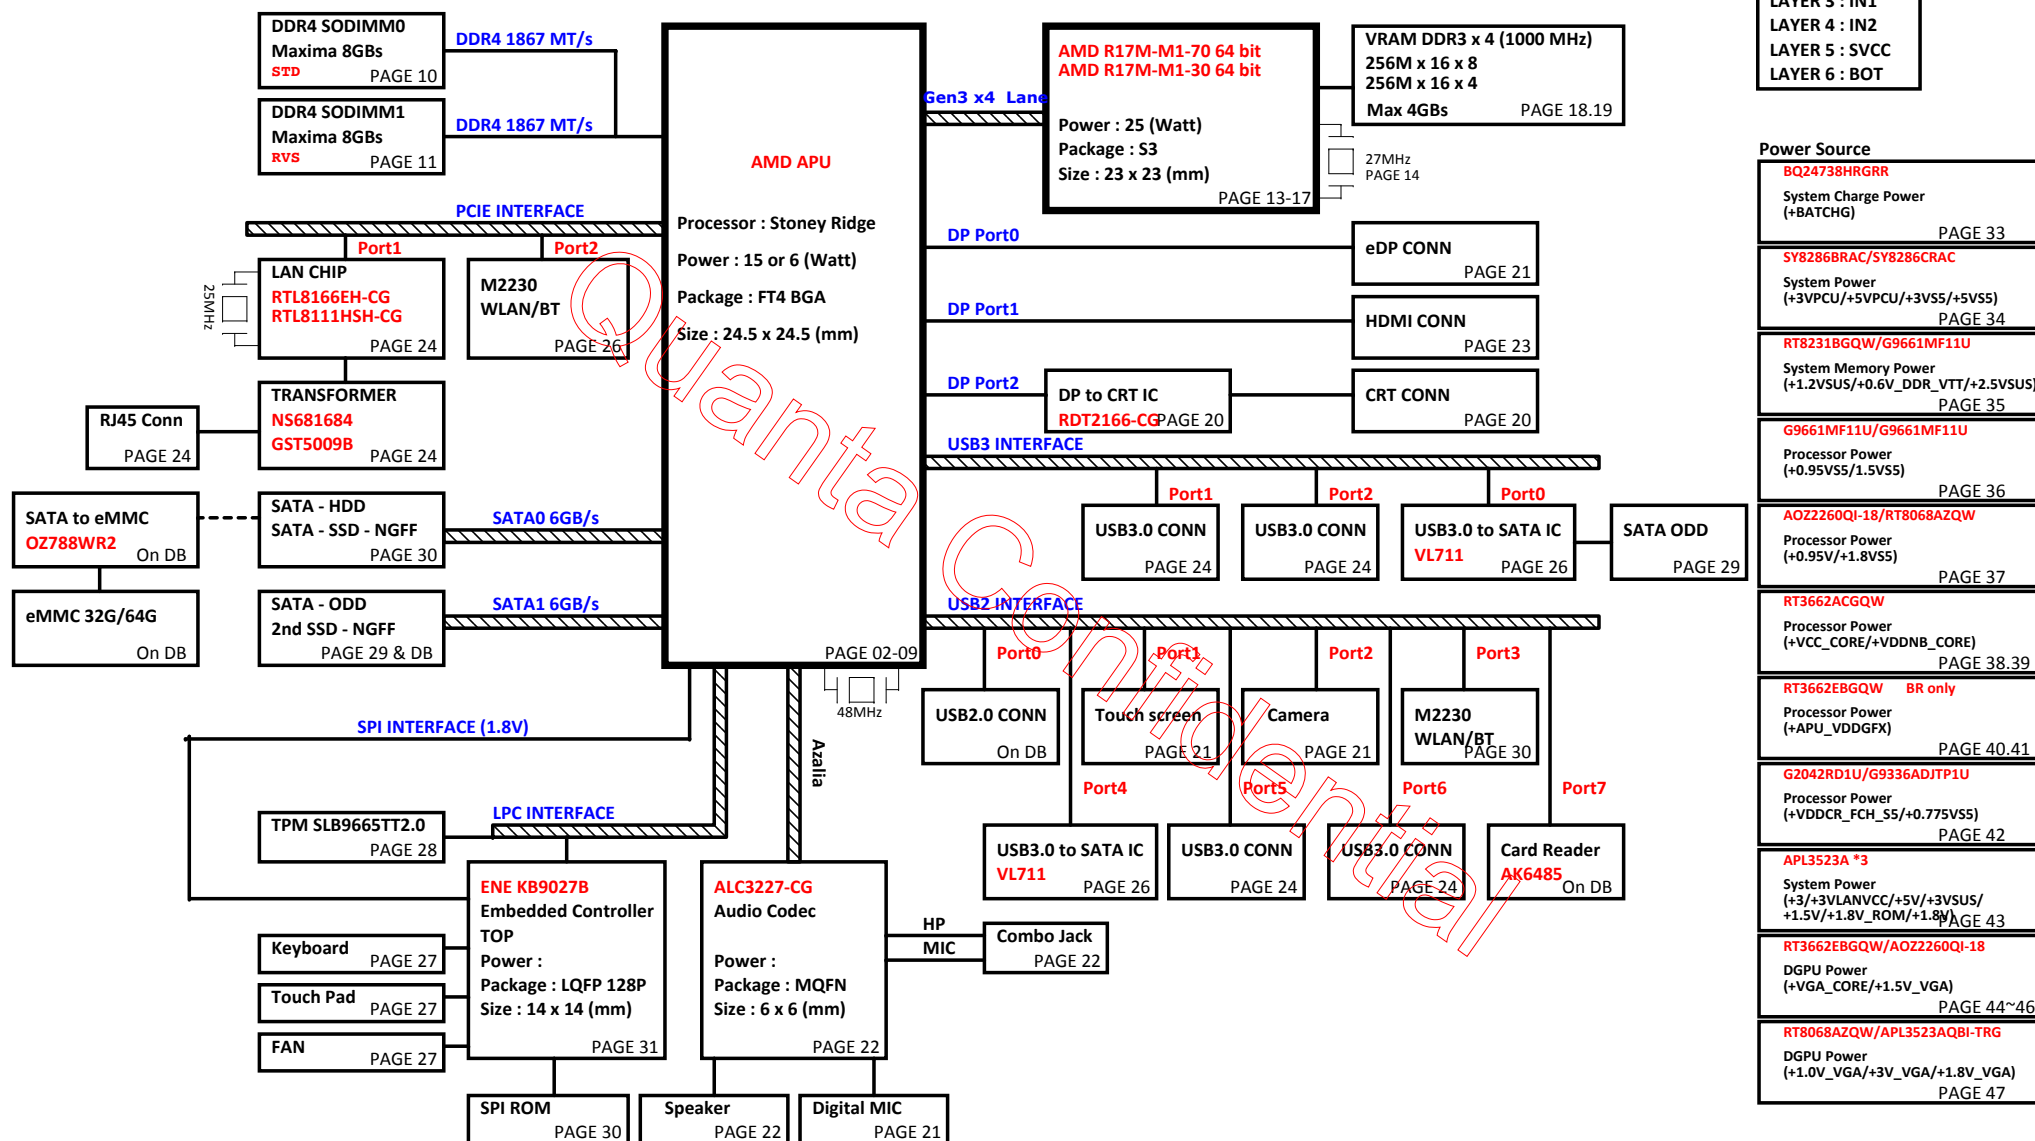 DDR4 SODIMM0
Maxima 8GBs
STD
PAGE 10
DDR4 1867 MT/s
DDR4 SODIMM1
Maxima 8GBs
RVS
PAGE 11
DDR4 1867 MT/s
AMD APU
Processor : Stoney Ridge
Power : 15 or 6 (Watt)
Package : FT4 BGA
Size : 24.5 x 24.5 (mm)
PAGE 02-09
48MHz
Gen3 x4 Lane
AMD R17M-M1-70 64 bit
AMD R17M-M1-30 64 bit
Power : 25 (Watt)
Package : S3
Size : 23 x 23 (mm)
PAGE 13-17
VRAM DDR3 x 4 (1000 MHz)
256M x 16 x 8
256M x 16 x 4
Max 4GBs
PAGE 18.19
27MHz
PAGE 14
LAYER 3 : IN1
LAYER 4 : IN2
LAYER 5 : SVCC
LAYER 6 : BOT
PCIE INTERFACE
Port1
Port2
25MHz
LAN CHIP
RTL8166EH-CG
RTL8111HSH-CG
PAGE 24
M2230
WLAN/BT
PAGE 26
TRANSFORMER
NS681684
GST5009B
PAGE 24
RJ45 Conn
PAGE 24
DP Port0
eDP CONN
PAGE 21
DP Port1
HDMI CONN
PAGE 23
DP Port2
DP to CRT IC
RDT2166-CG
PAGE 20
CRT CONN
PAGE 20
SATA to eMMC
OZ788WR2
On DB
eMMC 32G/64G
On DB
SATA - HDD
SATA - SSD - NGFF
PAGE 30
SATA0 6GB/s
SATA - ODD
2nd SSD - NGFF
PAGE 29 & DB
SATA1 6GB/s
USB3 INTERFACE
Port1
Port2
Port0
USB3.0 CONN
PAGE 24
USB3.0 CONN
PAGE 24
USB3.0 to SATA IC
VL711
PAGE 26
SATA ODD
PAGE 29
USB2 INTERFACE
Port0
Port1
Port2
Port3
USB2.0 CONN
On DB
Touch screen
PAGE 21
Camera
PAGE 21
M2230
WLAN/BT
PAGE 30
Port4
Port5
Port6
Port7
USB3.0 to SATA IC
VL711
PAGE 26
USB3.0 CONN
PAGE 24
USB3.0 CONN
PAGE 24
Card Reader
AK6485
On DB
SPI INTERFACE (1.8V)
LPC INTERFACE
Azalia
TPM SLB9665TT2.0
PAGE 28
ENE KB9027B
Embedded Controller
TOP
Power :
Package : LQFP 128P
Size : 14 x 14 (mm)
PAGE 31
Keyboard
PAGE 27
Touch Pad
PAGE 27
FAN
PAGE 27
ALC3227-CG
Audio Codec
Power :
Package : MQFN
Size : 6 x 6 (mm)
PAGE 22
HP
MIC
Combo Jack
PAGE 22
SPI ROM
PAGE 30
Speaker
PAGE 22
Digital MIC
PAGE 21
Power Source
BQ24738HRGRR
System Charge Power
(+BATCHG)
PAGE 33
SY8286BRAC/SY8286CRAC
System Power
(+3VPCU/+5VPCU/+3VS5/+5VS5)
PAGE 34
RT8231BGQW/G9661MF11U
System Memory Power
(+1.2VSUS/+0.6V_DDR_VTT/+2.5VSUS)
PAGE 35
G9661MF11U/G9661MF11U
Processor Power
(+0.95VS5/1.5VS5)
PAGE 36
AOZ2260QI-18/RT8068AZQW
Processor Power
(+0.95V/+1.8VS5)
PAGE 37
RT3662ACGQW
Processor Power
(+VCC_CORE/+VDDNB_CORE)
PAGE 38.39
RT3662EBGQW BR only
Processor Power
(+APU_VDDGFX)
PAGE 40.41
G2042RD1U/G9336ADJTP1U
Processor Power
(+VDDCR_FCH_S5/+0.775VS5)
PAGE 42
APL3523A *3
System Power
(+3/+3VLANVCC/+5V/+3VSUS/
+1.5V/+1.8V_ROM/+1.8V)
PAGE 43
RT3662EBGQW/AOZ2260QI-18
DGPU Power
(+VGA_CORE/+1.5V_VGA)
PAGE 44~46
RT8068AZQW/APL3523AQBI-TRG
DGPU Power
(+1.0V_VGA/+3V_VGA/+1.8V_VGA)
PAGE 47
Quanta Confidential